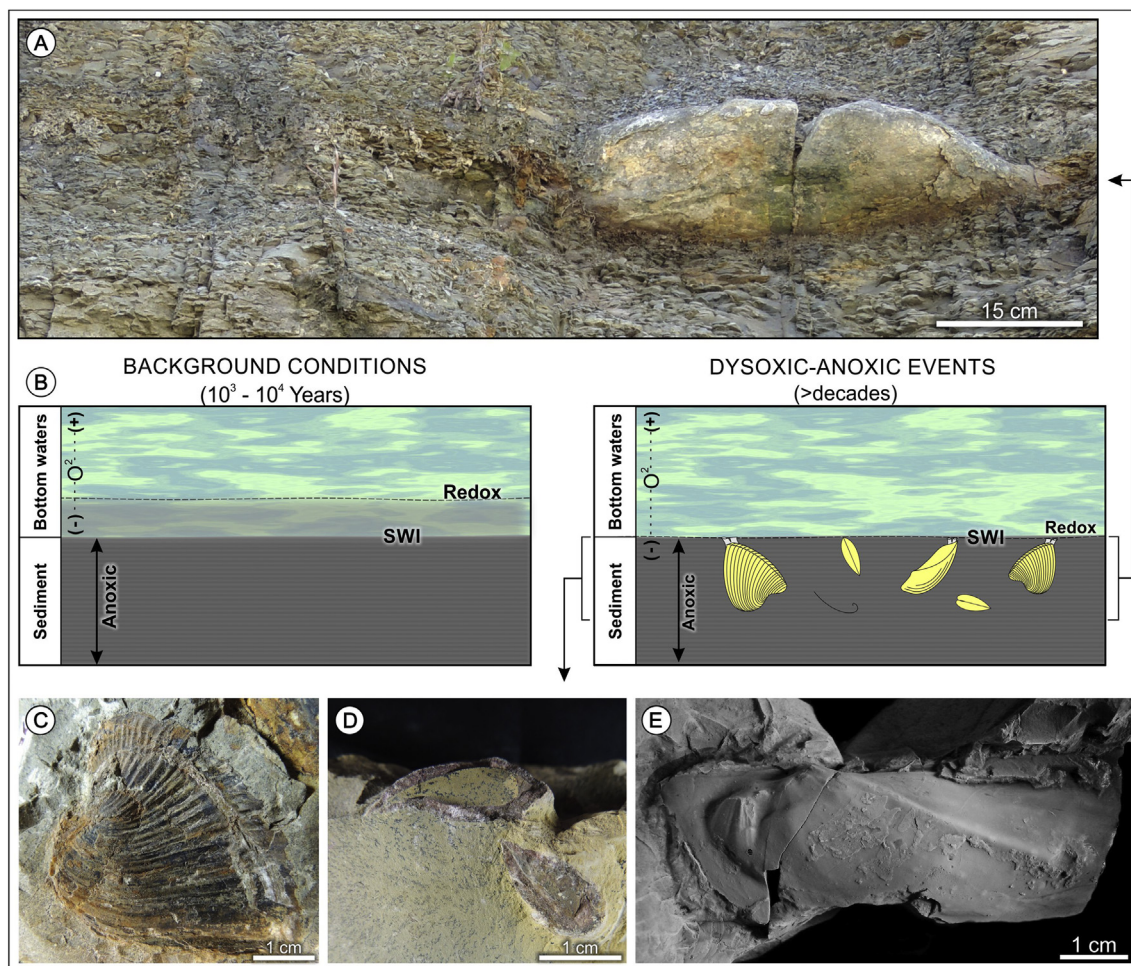 A
15 cm
B
BACKGROUND CONDITIONS
(10³ - 10⁴ Years)
DYSOXIC-ANOXIC EVENTS
(>decades)
Bottom waters
(-) O² (+)
Redox
SWI
Sediment
Anoxic
Bottom waters
(-) O² (+)
Redox
SWI
Sediment
Anoxic
C
1 cm
D
1 cm
E
1 cm